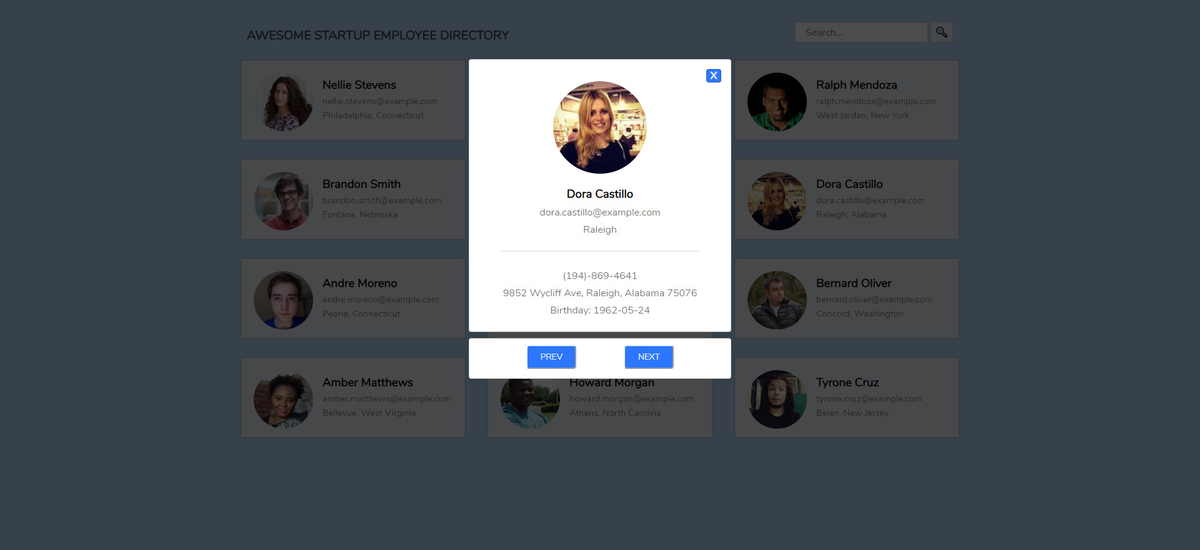 AWESOME STARTUP EMPLOYEE DIRECTORY
Search...
X
Nellie Stevens
nellie.stevens@example.com
Philadelphia, Connecticut
Ralph Mendoza
ralph.mendoza@example.com
West Jordan, New York
Dora Castillo
dora.castillo@example.com
Raleigh
(194)-869-4641
9852 Wycliff Ave, Raleigh, Alabama 75076
Birthday: 1962-05-24
PREV
NEXT
Brandon Smith
brandon.smith@example.com
Fontana, Nebraska
Dora Castillo
dora.castillo@example.com
Raleigh, Alabama
Andre Moreno
andre.moreno@example.com
Peoria, Connecticut
Bernard Oliver
bernard.oliver@example.com
Concord, Washington
Amber Matthews
amber.matthews@example.com
Bellevue, West Virginia
Howard Morgan
howard.morgan@example.com
Athens, North Carolina
Tyrone Cruz
tyrone.cruz@example.com
Belen, New Jersey